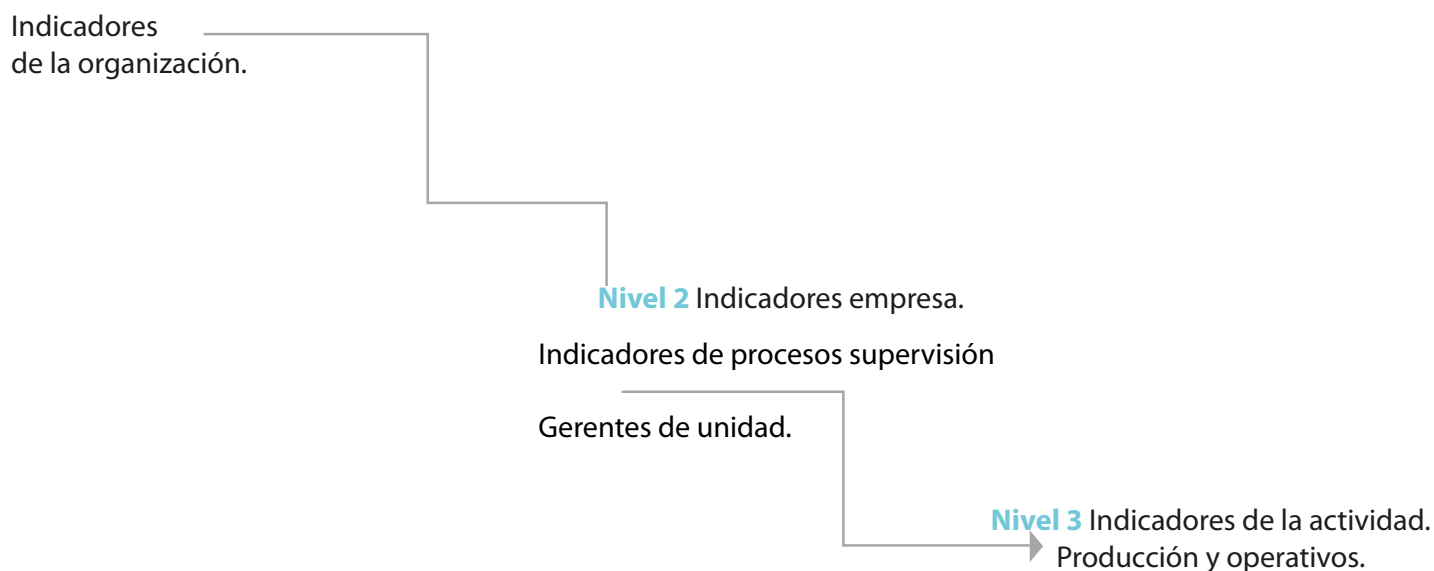 Indicadores
de la organización.
Nivel 2 Indicadores empresa.
Indicadores de procesos supervisión
Gerentes de unidad.
Nivel 3 Indicadores de la actividad.
Producción y operativos.